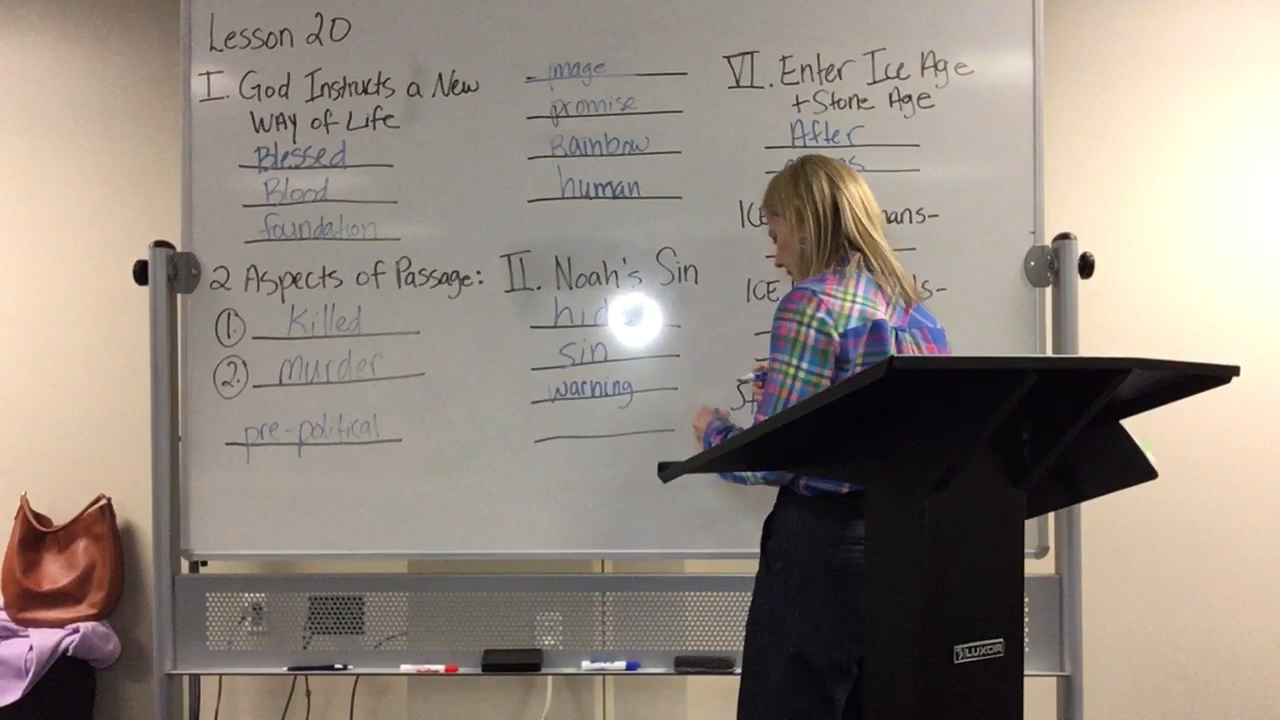 Lesson 20
I. God Instructs a New
WAY of Life
Blessed
Blood
foundation
2 Aspects of Passage:
1. Killed
2. Murder
pre-political
image
promise
Rainbow
human
II. Noah's Sin
sin
warning
VI. Enter Ice Age
+ Stone Age
After
ICE
ICE
LUXOR